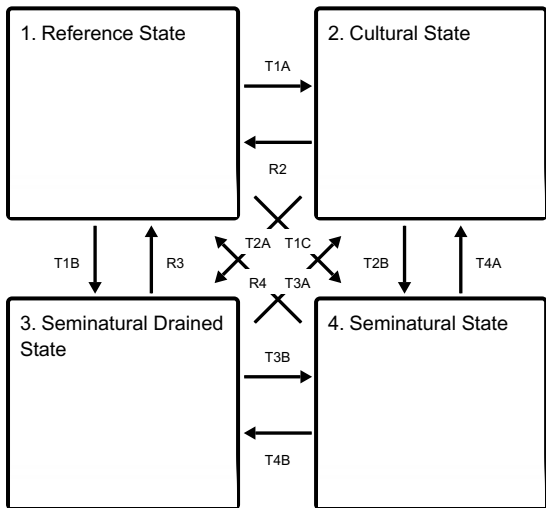 1. Reference State
2. Cultural State
T1A
R2
T2A
T1C
T1B
R3
T2B
T4A
R4
T3A
3. Seminatural Drained
State
4. Seminatural State
T3B
T4B